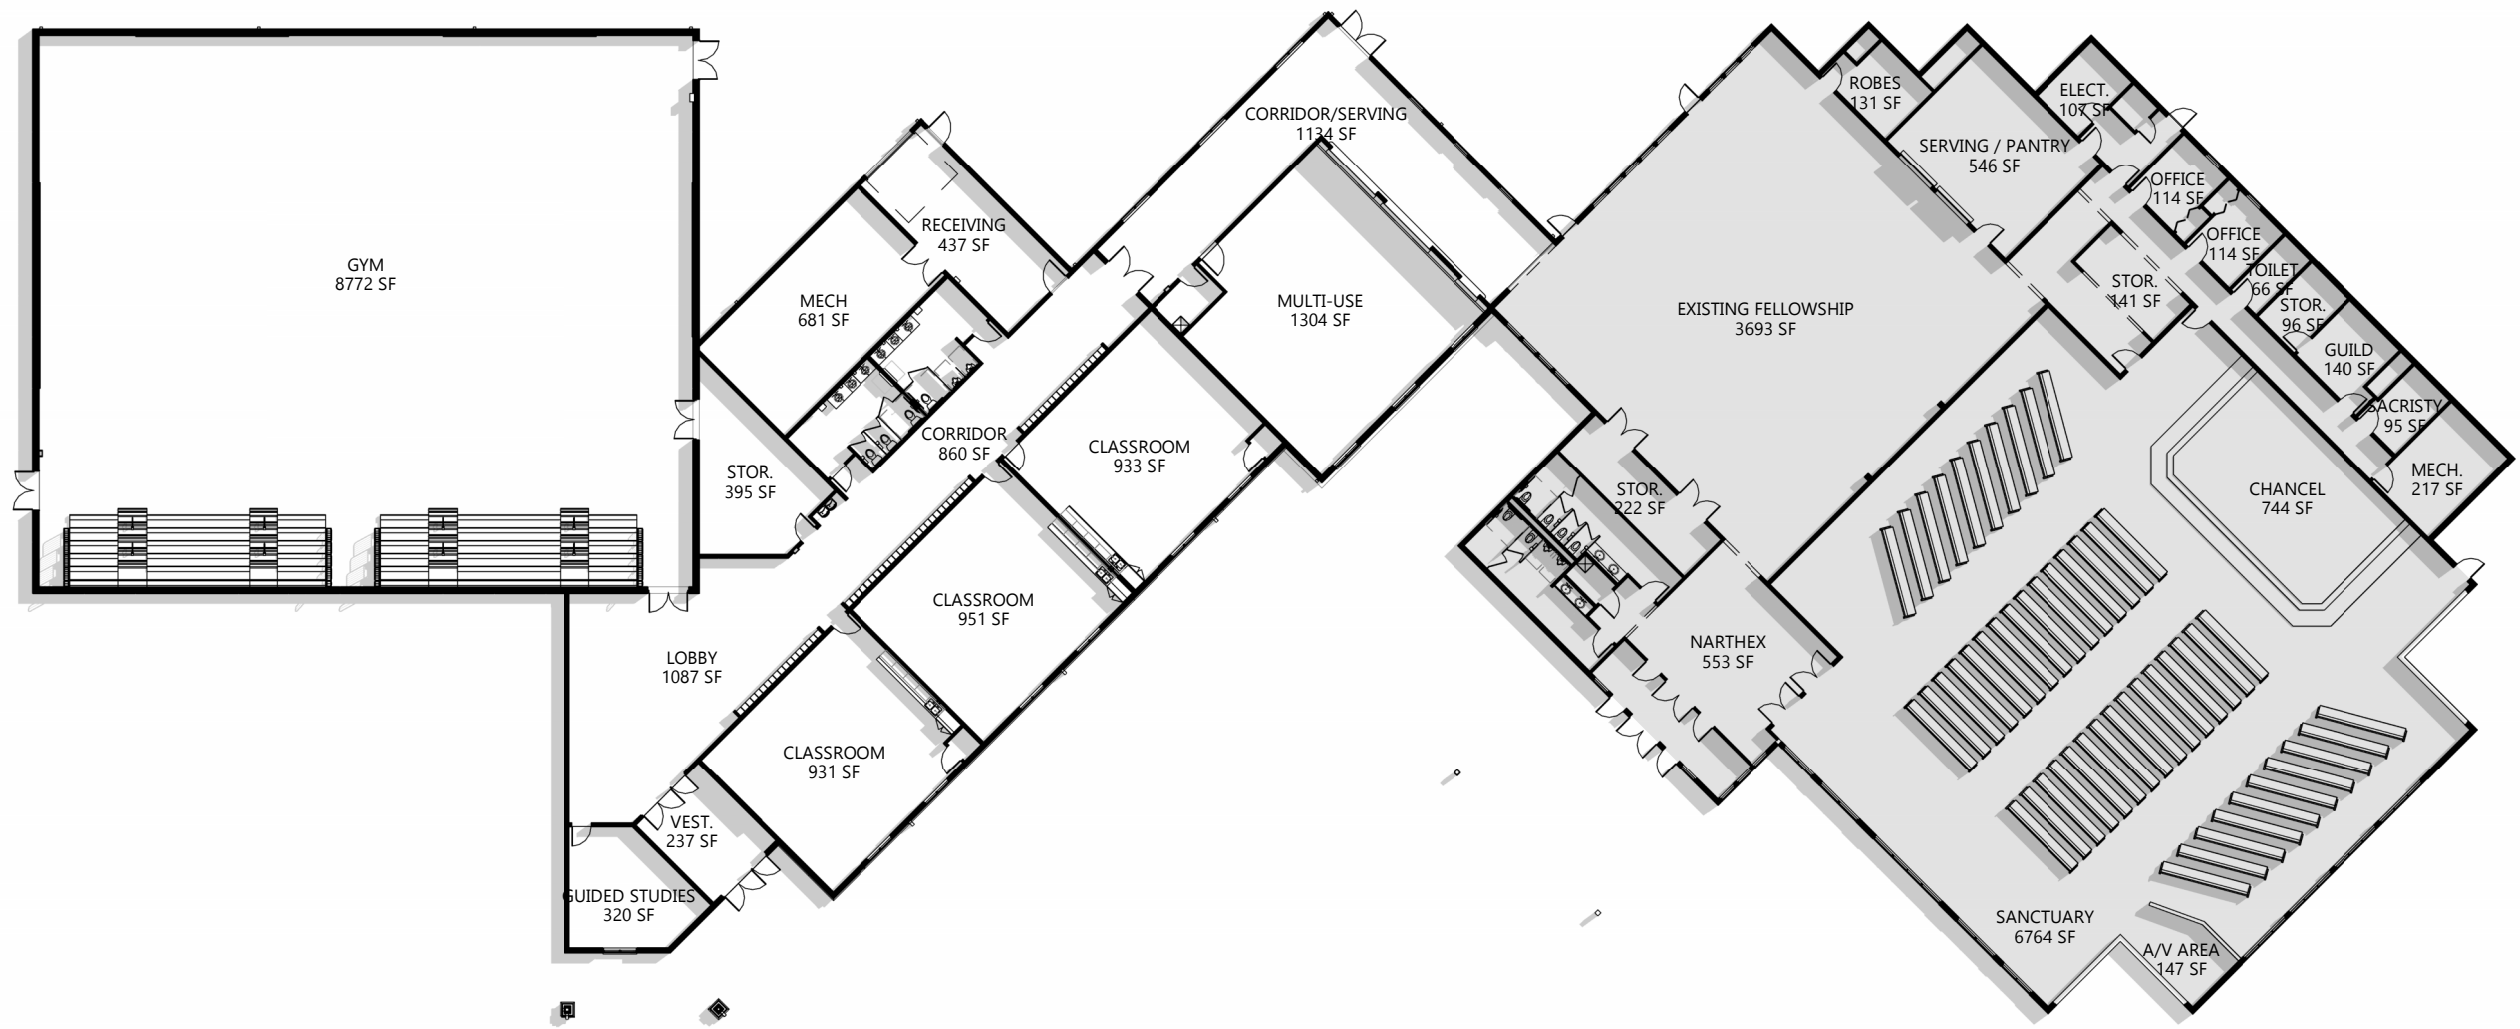 GYM
8772 SF
MECH
681 SF
RECEIVING
437 SF
STOR.
395 SF
CORRIDOR
860 SF
CORRIDOR/SERVING
1134 SF
MULTI-USE
1304 SF
CLASSROOM
933 SF
CLASSROOM
951 SF
CLASSROOM
931 SF
LOBBY
1087 SF
VEST.
237 SF
GUIDED STUDIES
320 SF
EXISTING FELLOWSHIP
3693 SF
ROBES
131 SF
SERVING / PANTRY
546 SF
ELECT.
107 SF
OFFICE
114 SF
OFFICE
114 SF
TOILET
66 SF
STOR.
96 SF
STOR.
141 SF
GUILD
140 SF
SACRISTY
95 SF
MECH.
217 SF
CHANCEL
744 SF
STOR.
222 SF
NARTHEX
553 SF
SANCTUARY
6764 SF
A/V AREA
147 SF